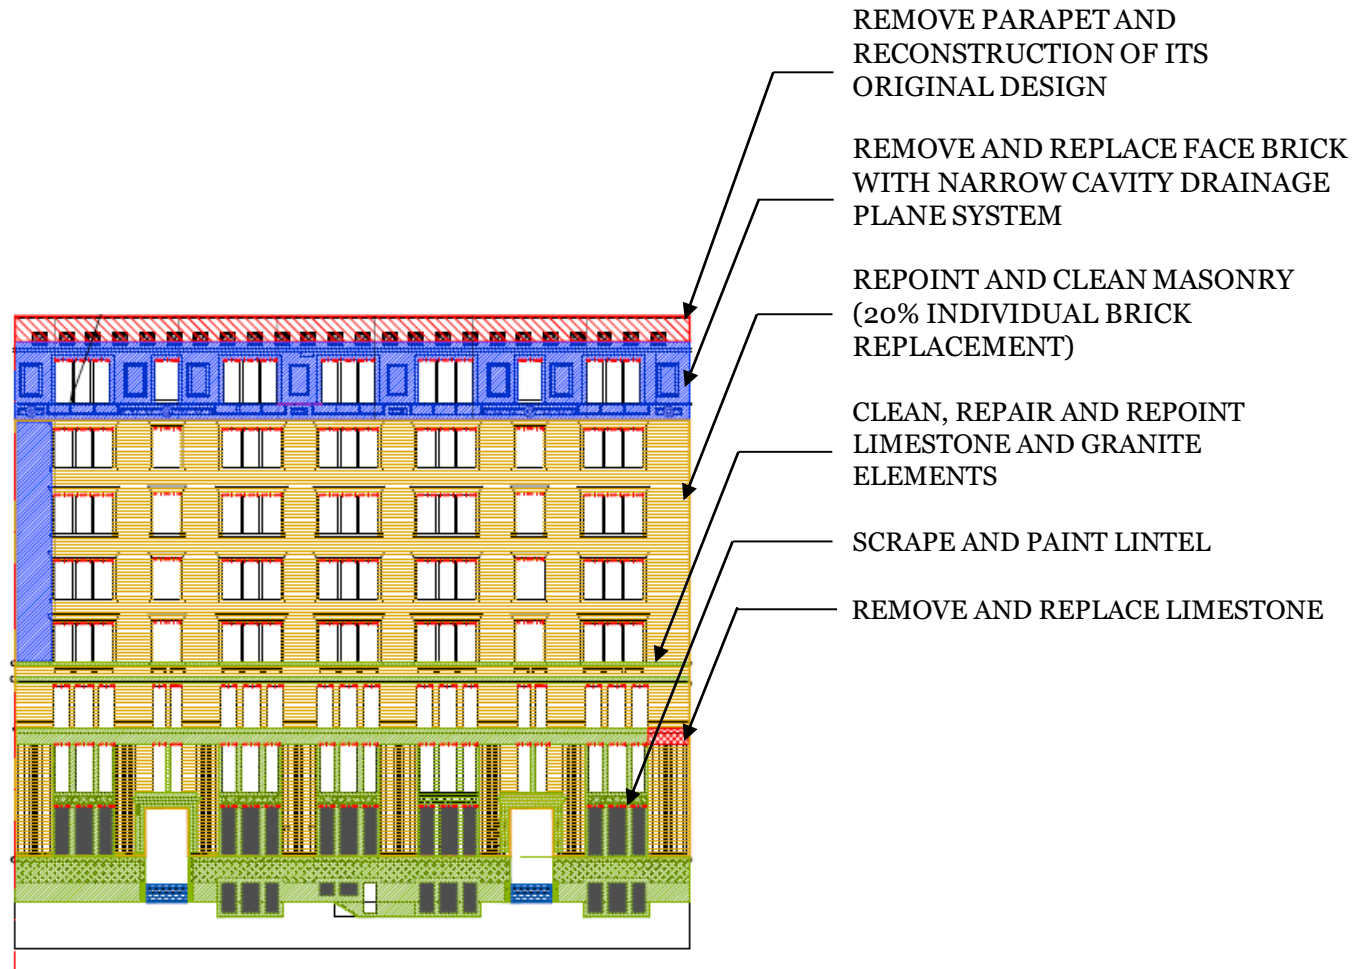 REMOVE PARAPET AND
RECONSTRUCTION OF ITS
ORIGINAL DESIGN
REMOVE AND REPLACE FACE BRICK
WITH NARROW CAVITY DRAINAGE
PLANE SYSTEM
REPOINT AND CLEAN MASONRY
(20% INDIVIDUAL BRICK
REPLACEMENT)
CLEAN, REPAIR AND REPOINT
LIMESTONE AND GRANITE
ELEMENTS
SCRAPE AND PAINT LINTEL
REMOVE AND REPLACE LIMESTONE